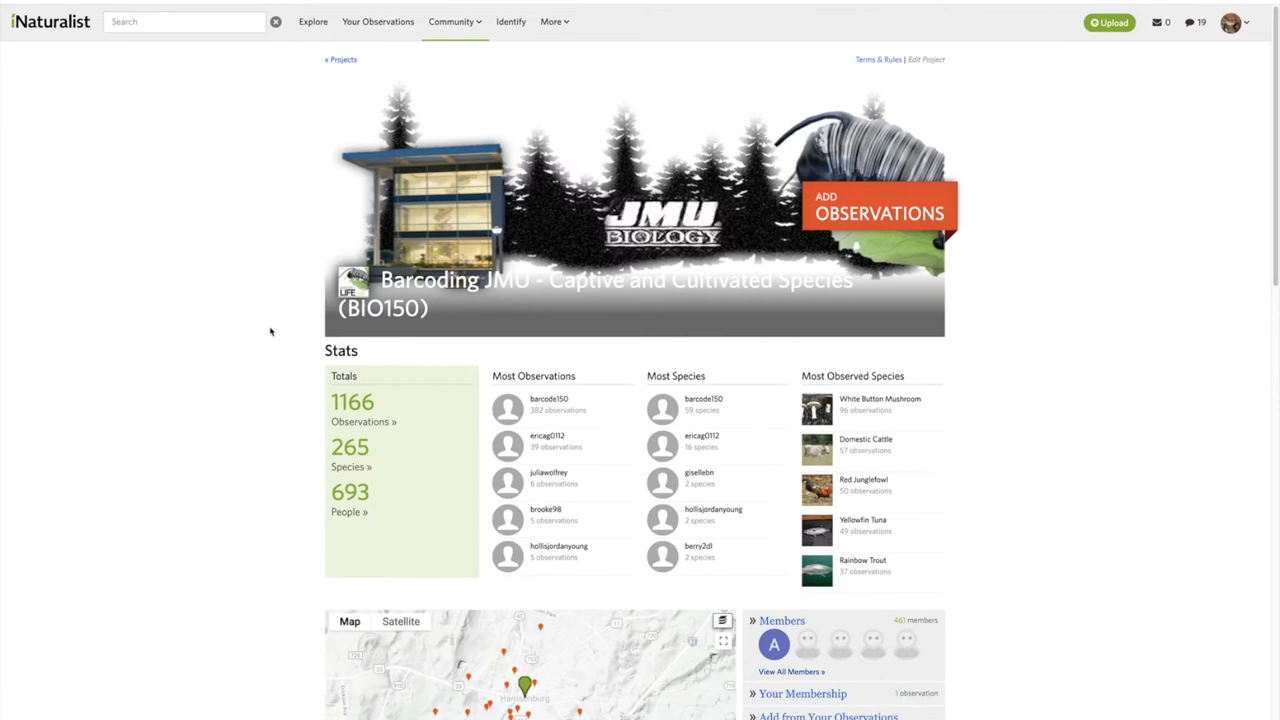 iNaturalist
Search
Explore
Your Observations
Community
Identify
More
Upload
0
19
« Projects
Terms & Rules | Edit Project
JMU
BIOLOGY
ADD
OBSERVATIONS
LIFE
Barcoding JMU - Captive and Cultivated Species
(BIO150)
Stats
Totals
1166
Observations »
265
Species »
693
People »
Most Observations
barcode150
382 observations
ericag0112
39 observations
juliawolfrey
6 observations
brooke98
5 observations
hollisjordanyoung
5 observations
Most Species
barcode150
59 species
ericag0112
16 species
gisellebn
2 species
hollisjordanyoung
2 species
berry2dl
2 species
Most Observed Species
White Button Mushroom
96 observations
Domestic Cattle
57 observations
Red Junglefowl
50 observations
Yellowfin Tuna
49 observations
Rainbow Trout
37 observations
Map
Satellite
Harrisonburg
» Members
461 members
A
View All Members »
» Your Membership
1 observation
» Add from Your Observations